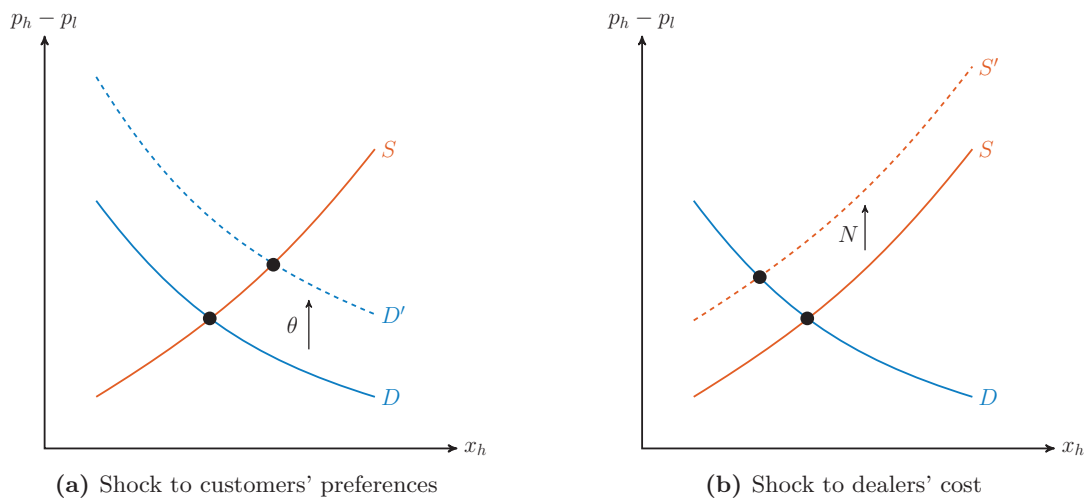 p_h − p_l
S
D′
θ
D
x_h
(a) Shock to customers' preferences
p_h − p_l
S′
S
N
D
x_h
(b) Shock to dealers' cost